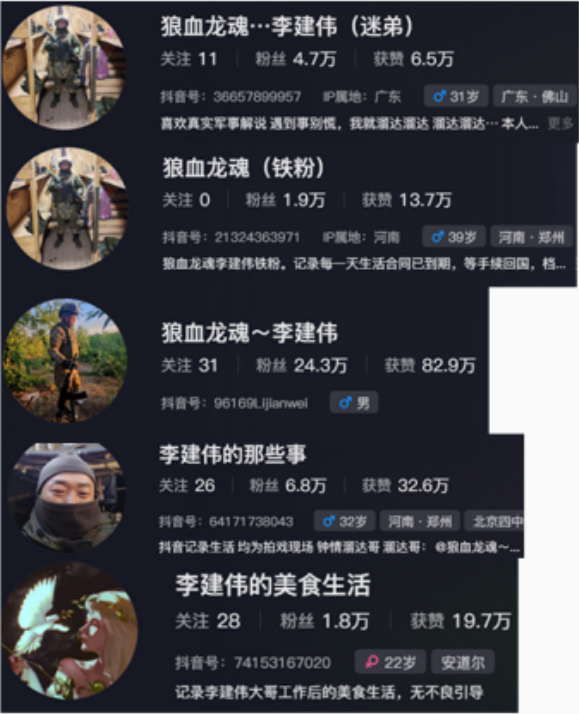 狼血龙魂…李建伟（迷弟）
关注 11 粉丝 4.7万 获赞 6.5万
抖音号：36657899957 IP属地：广东 ♂31岁 广东·佛山
喜欢真实军事解说 遇到事别慌，我就溜达溜达 溜达溜达… 本人... 更多
狼血龙魂（铁粉）
关注 0 粉丝 1.9万 获赞 13.7万
抖音号：21324363971 IP属地：河南 ♂39岁 河南·郑州
狼血龙魂李建伟铁粉。记录每一天生活合同已到期，等手续回国，档...
狼血龙魂～李建伟
关注 31 粉丝 24.3万 获赞 82.9万
抖音号：96169Lijianwei ♂男
李建伟的那些事
关注 26 粉丝 6.8万 获赞 32.6万
抖音号：64171738043 ♂32岁 河南·郑州 北京四中
抖音记录生活 均为拍戏现场 钟情溜达哥 溜达哥：@狼血龙魂～...
李建伟的美食生活
关注 28 粉丝 1.8万 获赞 19.7万
抖音号：74153167020 ♀22岁 安道尔
记录李建伟大哥工作后的美食生活，无不良引导